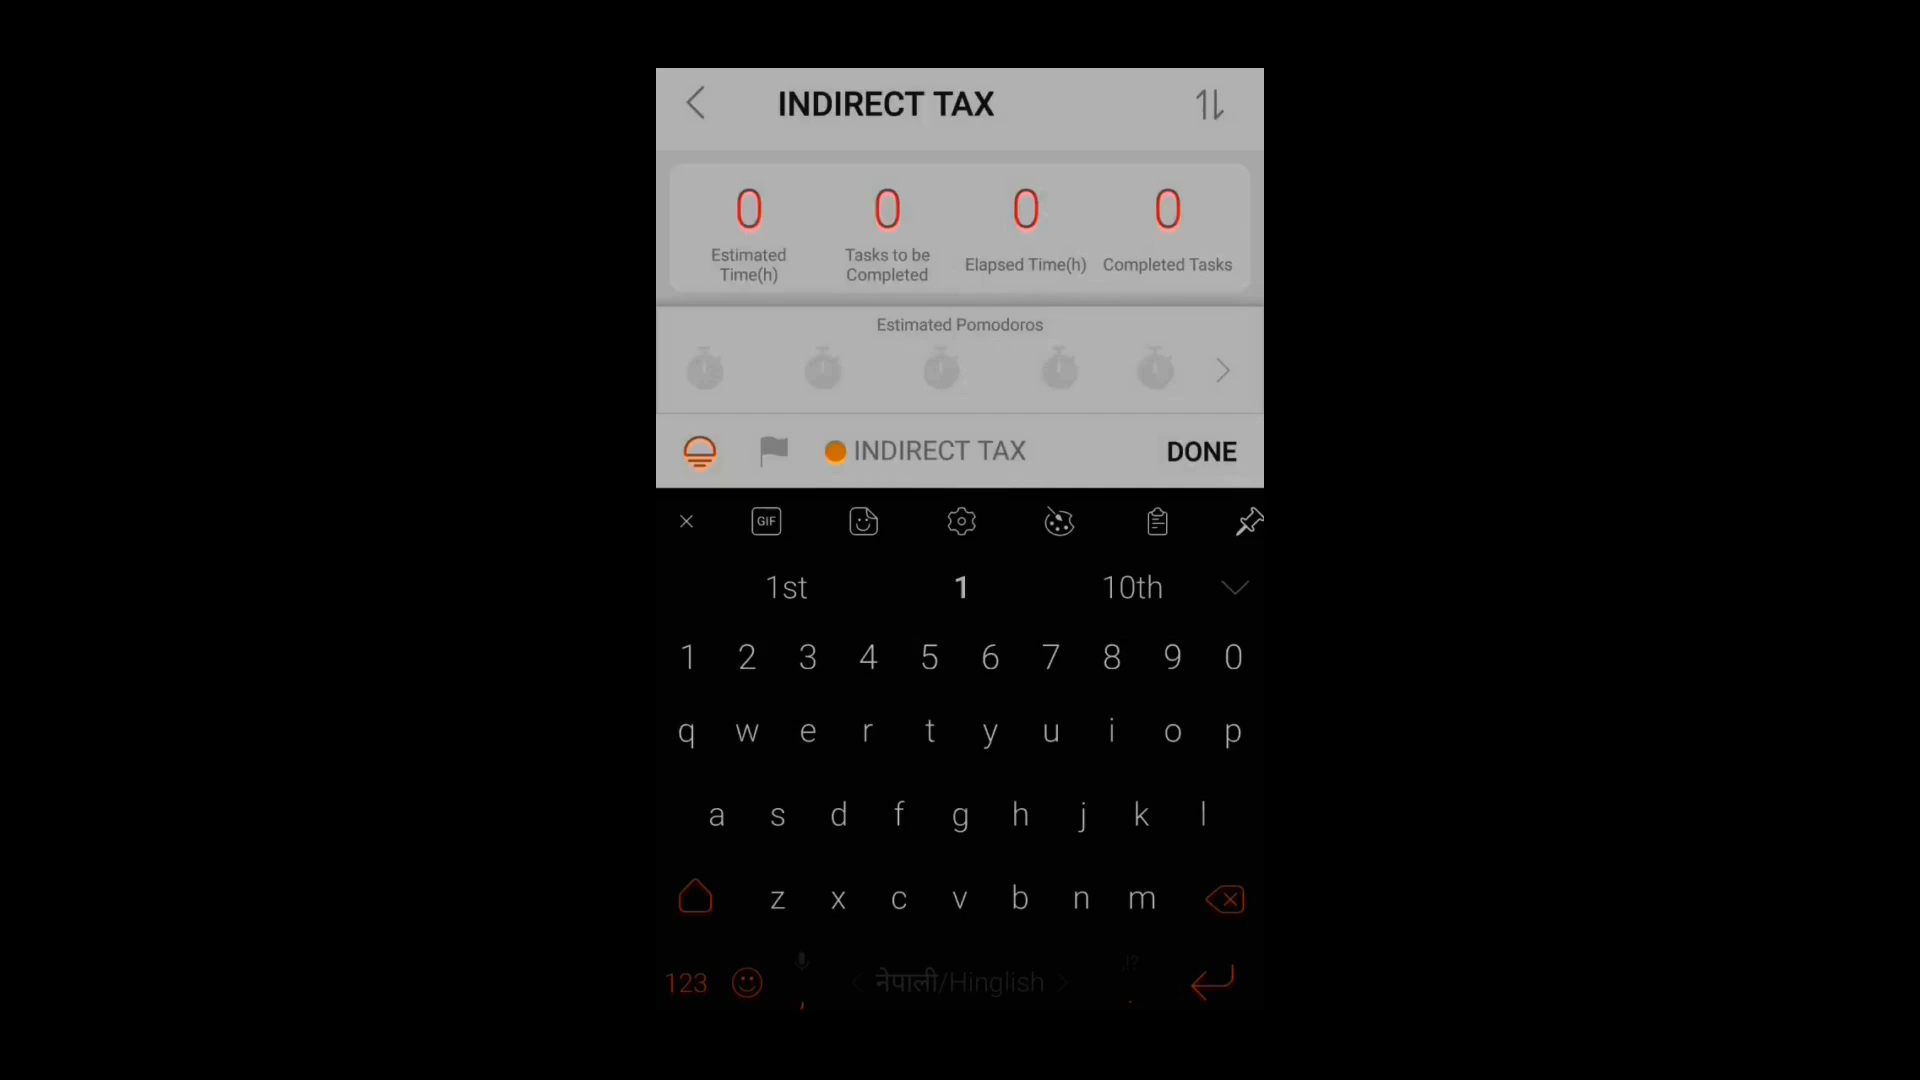 INDIRECT TAX
0 0 0 0
Estimated Time(h)
Tasks to be Completed
Elapsed Time(h)
Completed Tasks
Estimated Pomodoros
INDIRECT TAX
DONE
GIF
1st 1 10th
1 2 3 4 5 6 7 8 9 0
q w e r t y u i o p
a s d f g h j k l
z x c v b n m
123 नेपाली/Hinglish